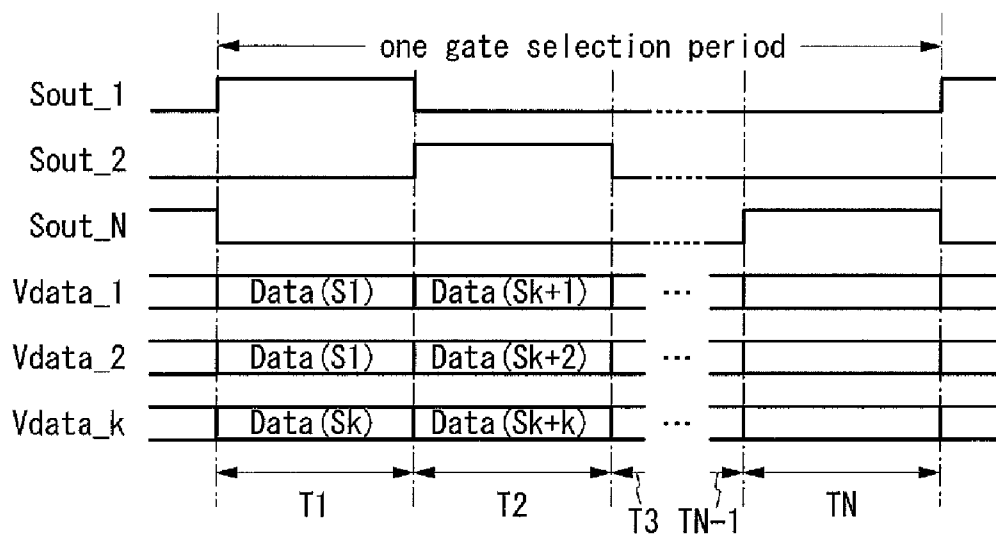 one gate selection period
Sout_1
Sout_2
Sout_N
Vdata_1 Data(S1) Data(Sk+1) ...
Vdata_2 Data(S1) Data(Sk+2) ...
Vdata_k Data(Sk) Data(Sk+k) ...
T1 T2 T3 TN-1 TN